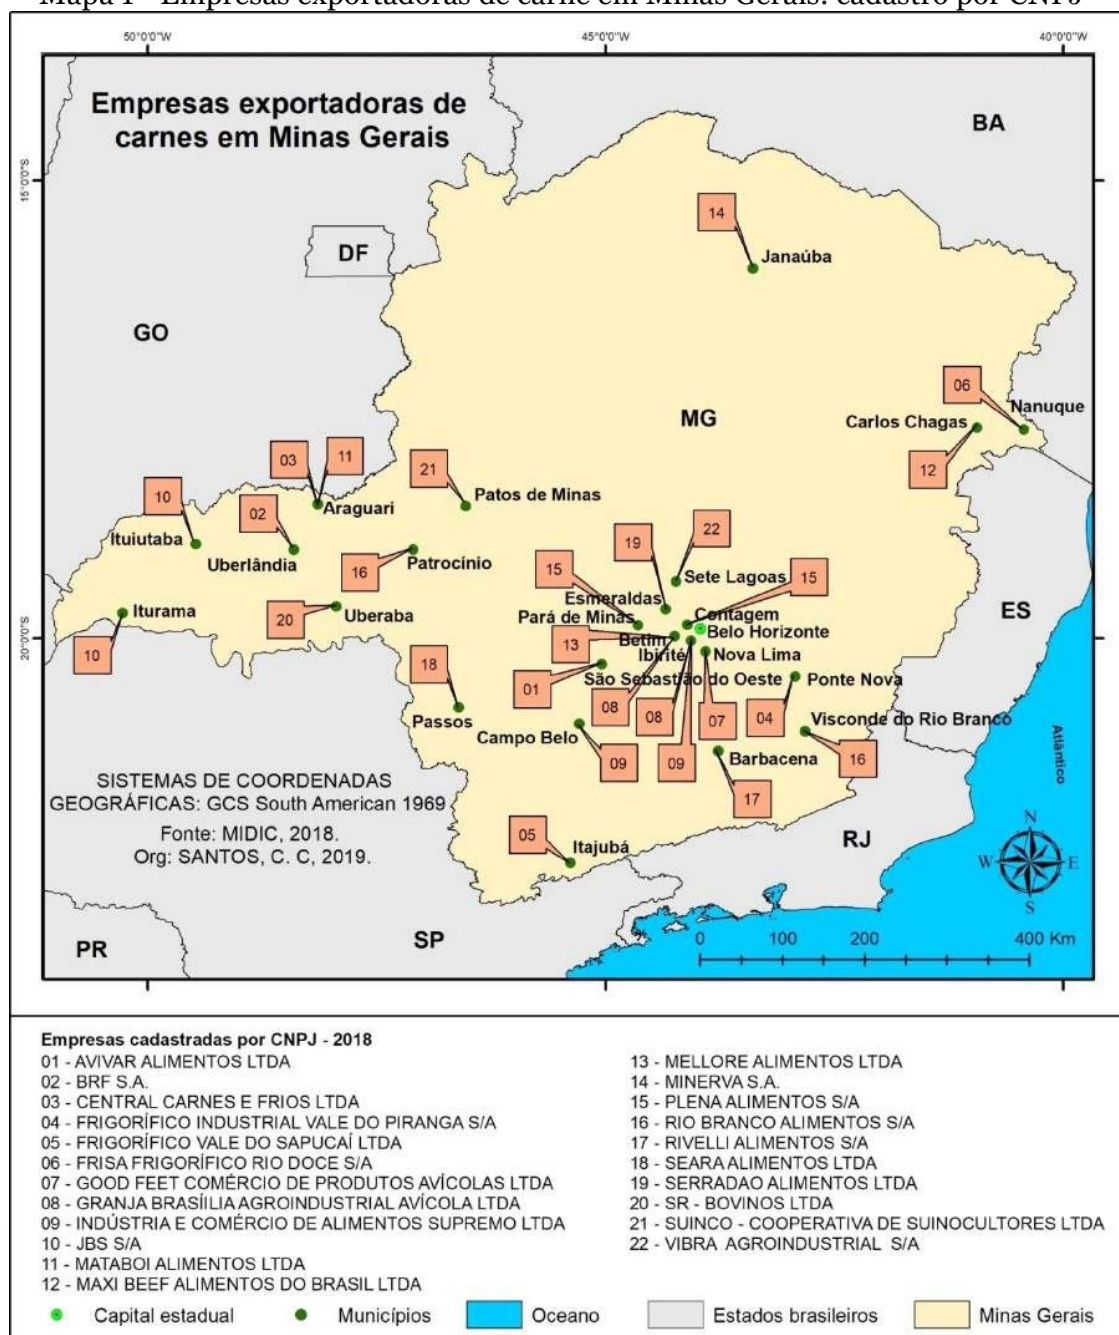 Mapa 1 - Empresas exportadoras de carne em Minas Gerais: cadastro por CNPJ
50°0'0"W
45°0'0"W
40°0'0"W
Empresas exportadoras de
carnes em Minas Gerais
BA
15°0'0"S
14
Janaúba
DF
GO
06
MG
Nanuque
Carlos Chagas
12
03
11
21
10
Patos de Minas
Araguari
02
22
Ituiutaba
19
Uberlândia
16
Patrocínio
15
Sete Lagoas
15
Esmeraldas
Iturama
20
Uberaba
Pará de Minas
Contagem
ES
20°0'0"S
Belo Horizonte
13
Betim
10
Ibirité
Nova Lima
18
01
São Sebastião do Oeste
Ponte Nova
08
08
07
04
Passos
Visconde do Rio Branco
Campo Belo
Atlântico
09
09
Barbacena
16
SISTEMAS DE COORDENADAS
GEOGRÁFICAS: GCS South American 1969
17
Fonte: MIDIC, 2018.
Org: SANTOS, C. C, 2019.
05
Itajubá
RJ
N
W
E
S
PR
SP
0
100
200
400 Km
Empresas cadastradas por CNPJ - 2018
01 - AVIVAR ALIMENTOS LTDA
02 - BRF S.A.
03 - CENTRAL CARNES E FRIOS LTDA
04 - FRIGORÍFICO INDUSTRIAL VALE DO PIRANGA S/A
05 - FRIGORÍFICO VALE DO SAPUCAÍ LTDA
06 - FRISA FRIGORÍFICO RIO DOCE S/A
07 - GOOD FEET COMÉRCIO DE PRODUTOS AVÍCOLAS LTDA
08 - GRANJA BRASÍILIA AGROINDUSTRIAL AVÍCOLA LTDA
09 - INDÚSTRIA E COMÉRCIO DE ALIMENTOS SUPREMO LTDA
10 - JBS S/A
11 - MATABOI ALIMENTOS LTDA
12 - MAXI BEEF ALIMENTOS DO BRASIL LTDA
13 - MELLORE ALIMENTOS LTDA
14 - MINERVA S.A.
15 - PLENA ALIMENTOS S/A
16 - RIO BRANCO ALIMENTOS S/A
17 - RIVELLI ALIMENTOS S/A
18 - SEARA ALIMENTOS LTDA
19 - SERRADAO ALIMENTOS LTDA
20 - SR - BOVINOS LTDA
21 - SUINCO - COOPERATIVA DE SUINOCULTORES LTDA
22 - VIBRA AGROINDUSTRIAL S/A
Capital estadual
Municípios
Oceano
Estados brasileiros
Minas Gerais